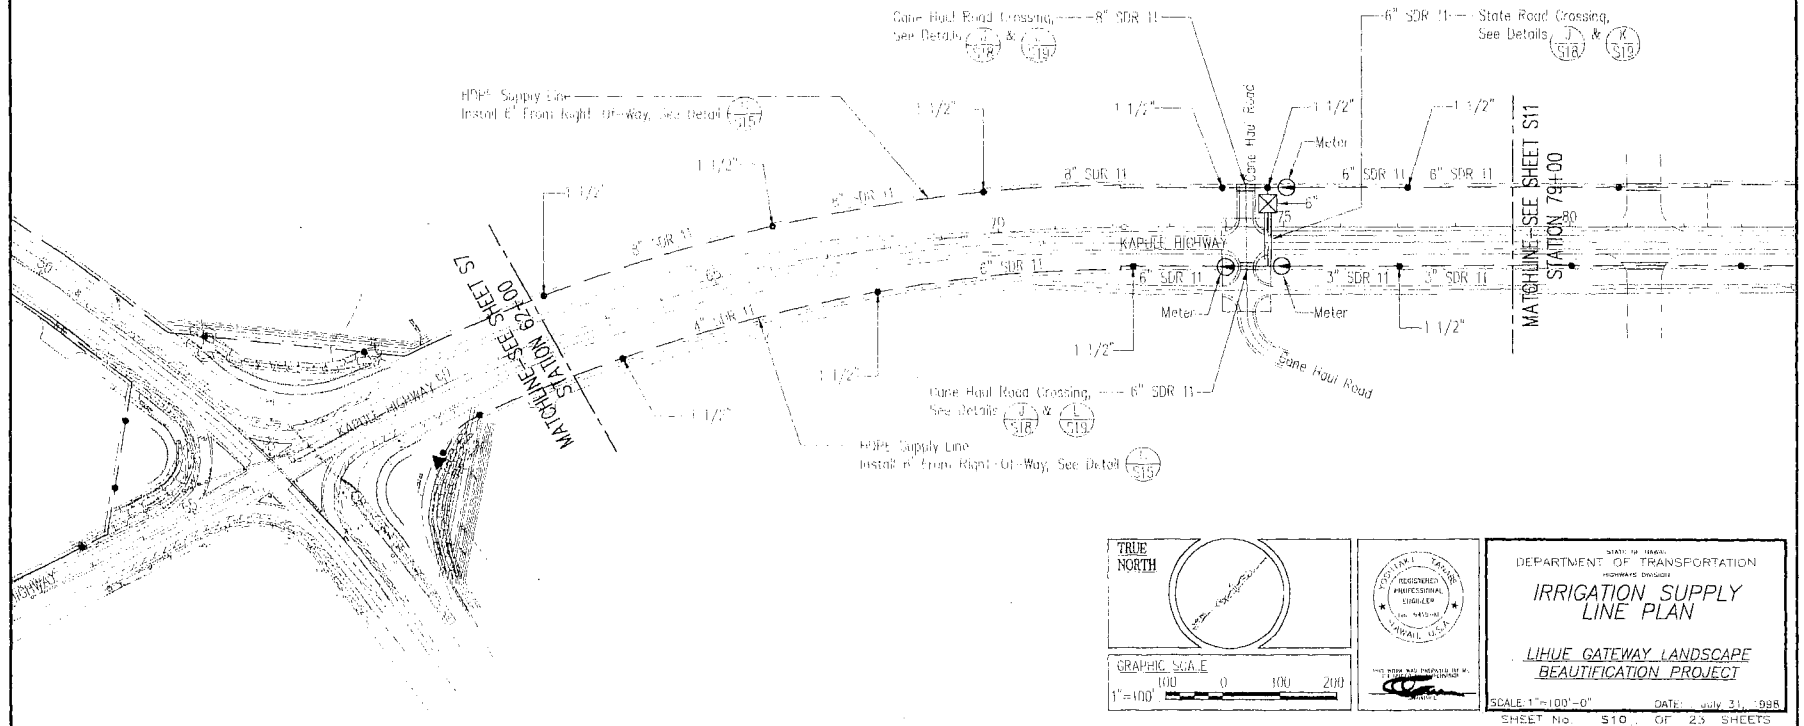 Cane Haul Road Crossing, 8" SDR 11
See Details J S18 & S19
6" SDR 11 State Road Crossing,
See Details J S18 & K S19
HDPE Supply Line
Install 6' From Right-Of-Way, See Detail S15
1 1/2"
1 1/2"
1 1/2"
1 1/2"
1 1/2"
1 1/2"
Cane Haul Road
Meter
8" SDR 11
8" SDR 11
8" SDR 11
6" SDR 11
6" SDR 11
6"
75
70
65
80
KAPULE HIGHWAY
MATCHLINE-SEE SHEET S11
STATION 79+00
MATCHLINE-SEE SHEET S7
STATION 62+00
6" SDR 11
6" SDR 11
3" SDR 11
3" SDR 11
4" SDR 11
Meter
Meter
1 1/2"
1 1/2"
1 1/2"
1 1/2"
Cane Haul Road
KAPULE HIGHWAY 60
HIGHWAY
Cane Haul Road Crossing, 6" SDR 11
See Details J S18 & L S19
HDPE Supply Line
Install 6' From Right-Of-Way, See Detail S15
TRUE
NORTH
GRAPHIC SCALE
1"=100' 100 0 100 200
YOSHITAKE TANABE
REGISTERED
PROFESSIONAL
ENGINEER
HAWAII, U.S.A.
STATE OF HAWAII
DEPARTMENT OF TRANSPORTATION
HIGHWAYS DIVISION
IRRIGATION SUPPLY
LINE PLAN
LIHUE GATEWAY LANDSCAPE
BEAUTIFICATION PROJECT
SCALE: 1"=100'-0" DATE: July 31, 1998
SHEET No. S10 OF 23 SHEETS